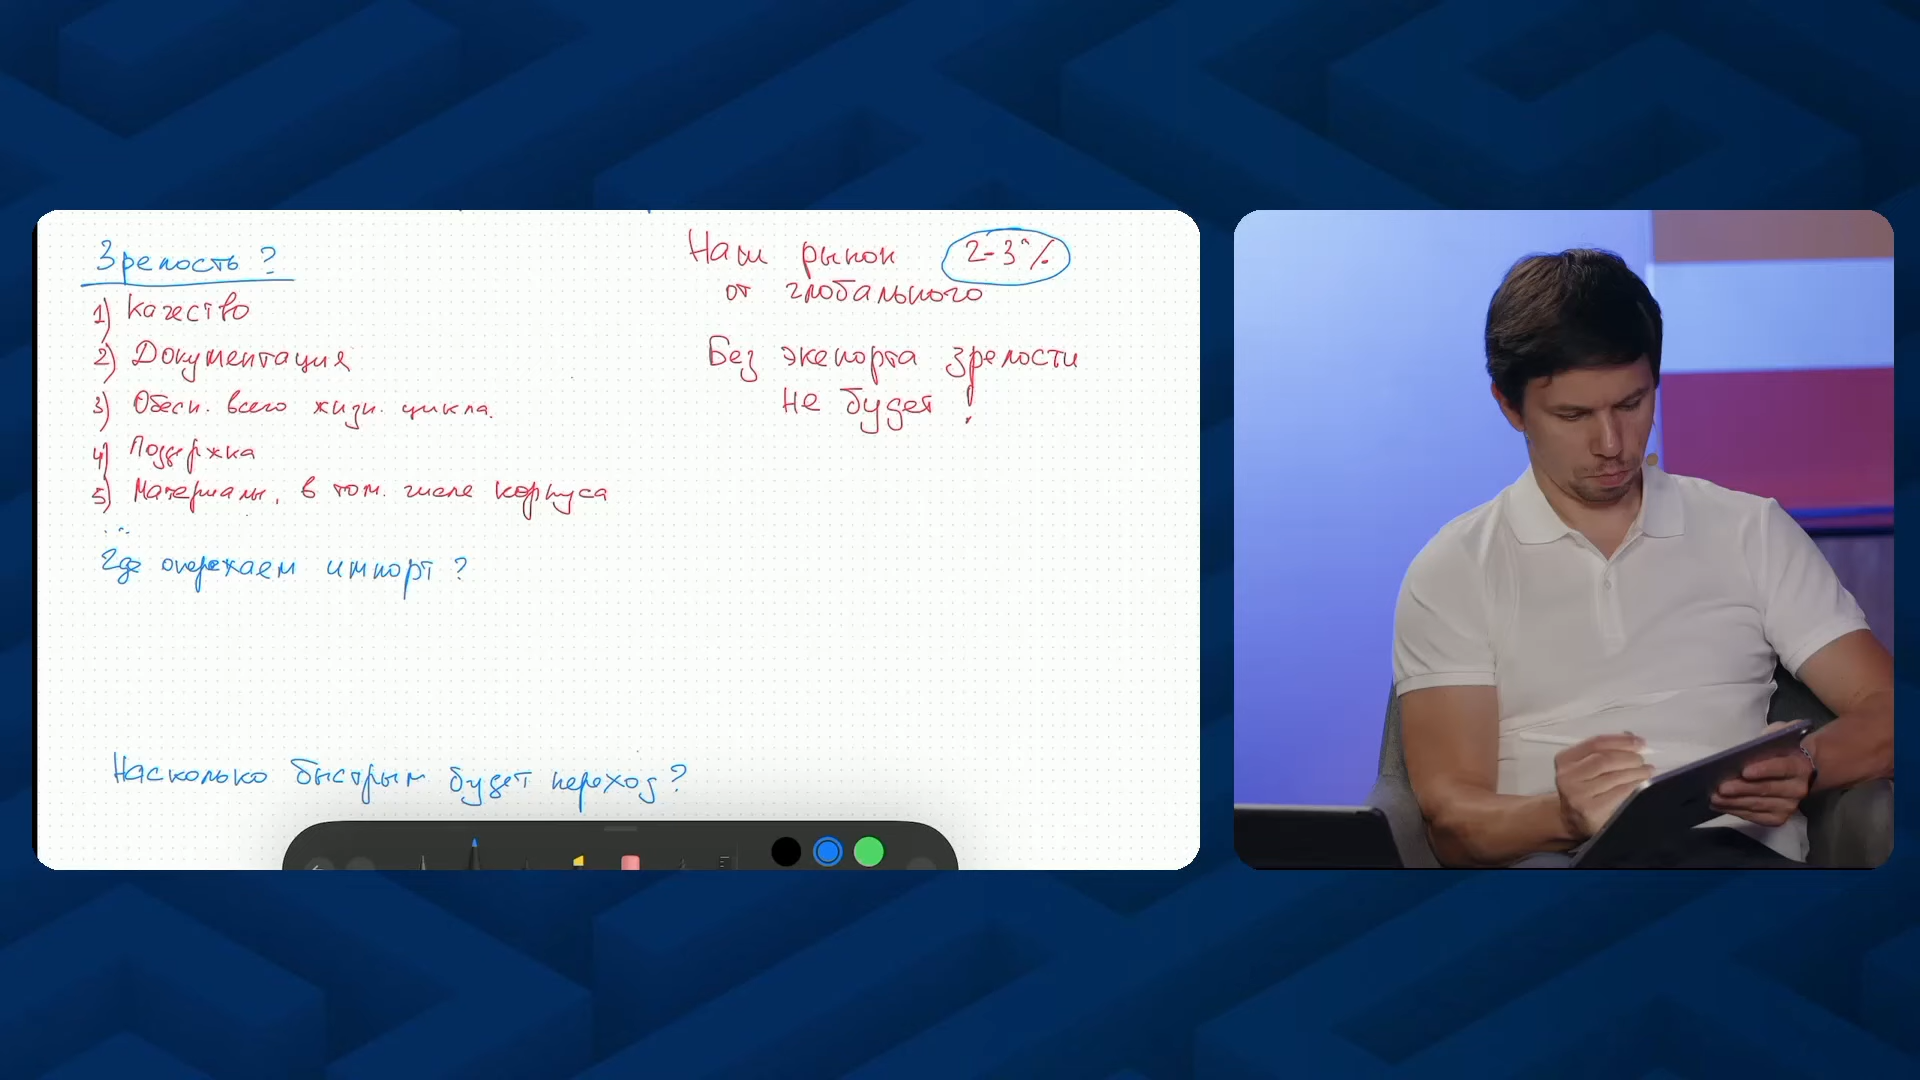 Зрелость?
1) Качество
2) Документация
3) Обесп. всего жизн. цикла.
4) Поддержка
5) Материалы, в том. числе корпуса
...
Где опережаем импорт?
Насколько быстрым будет переход?
Наш рынок 2-3%
от глобального
Без экспорта зрелости
не будет!